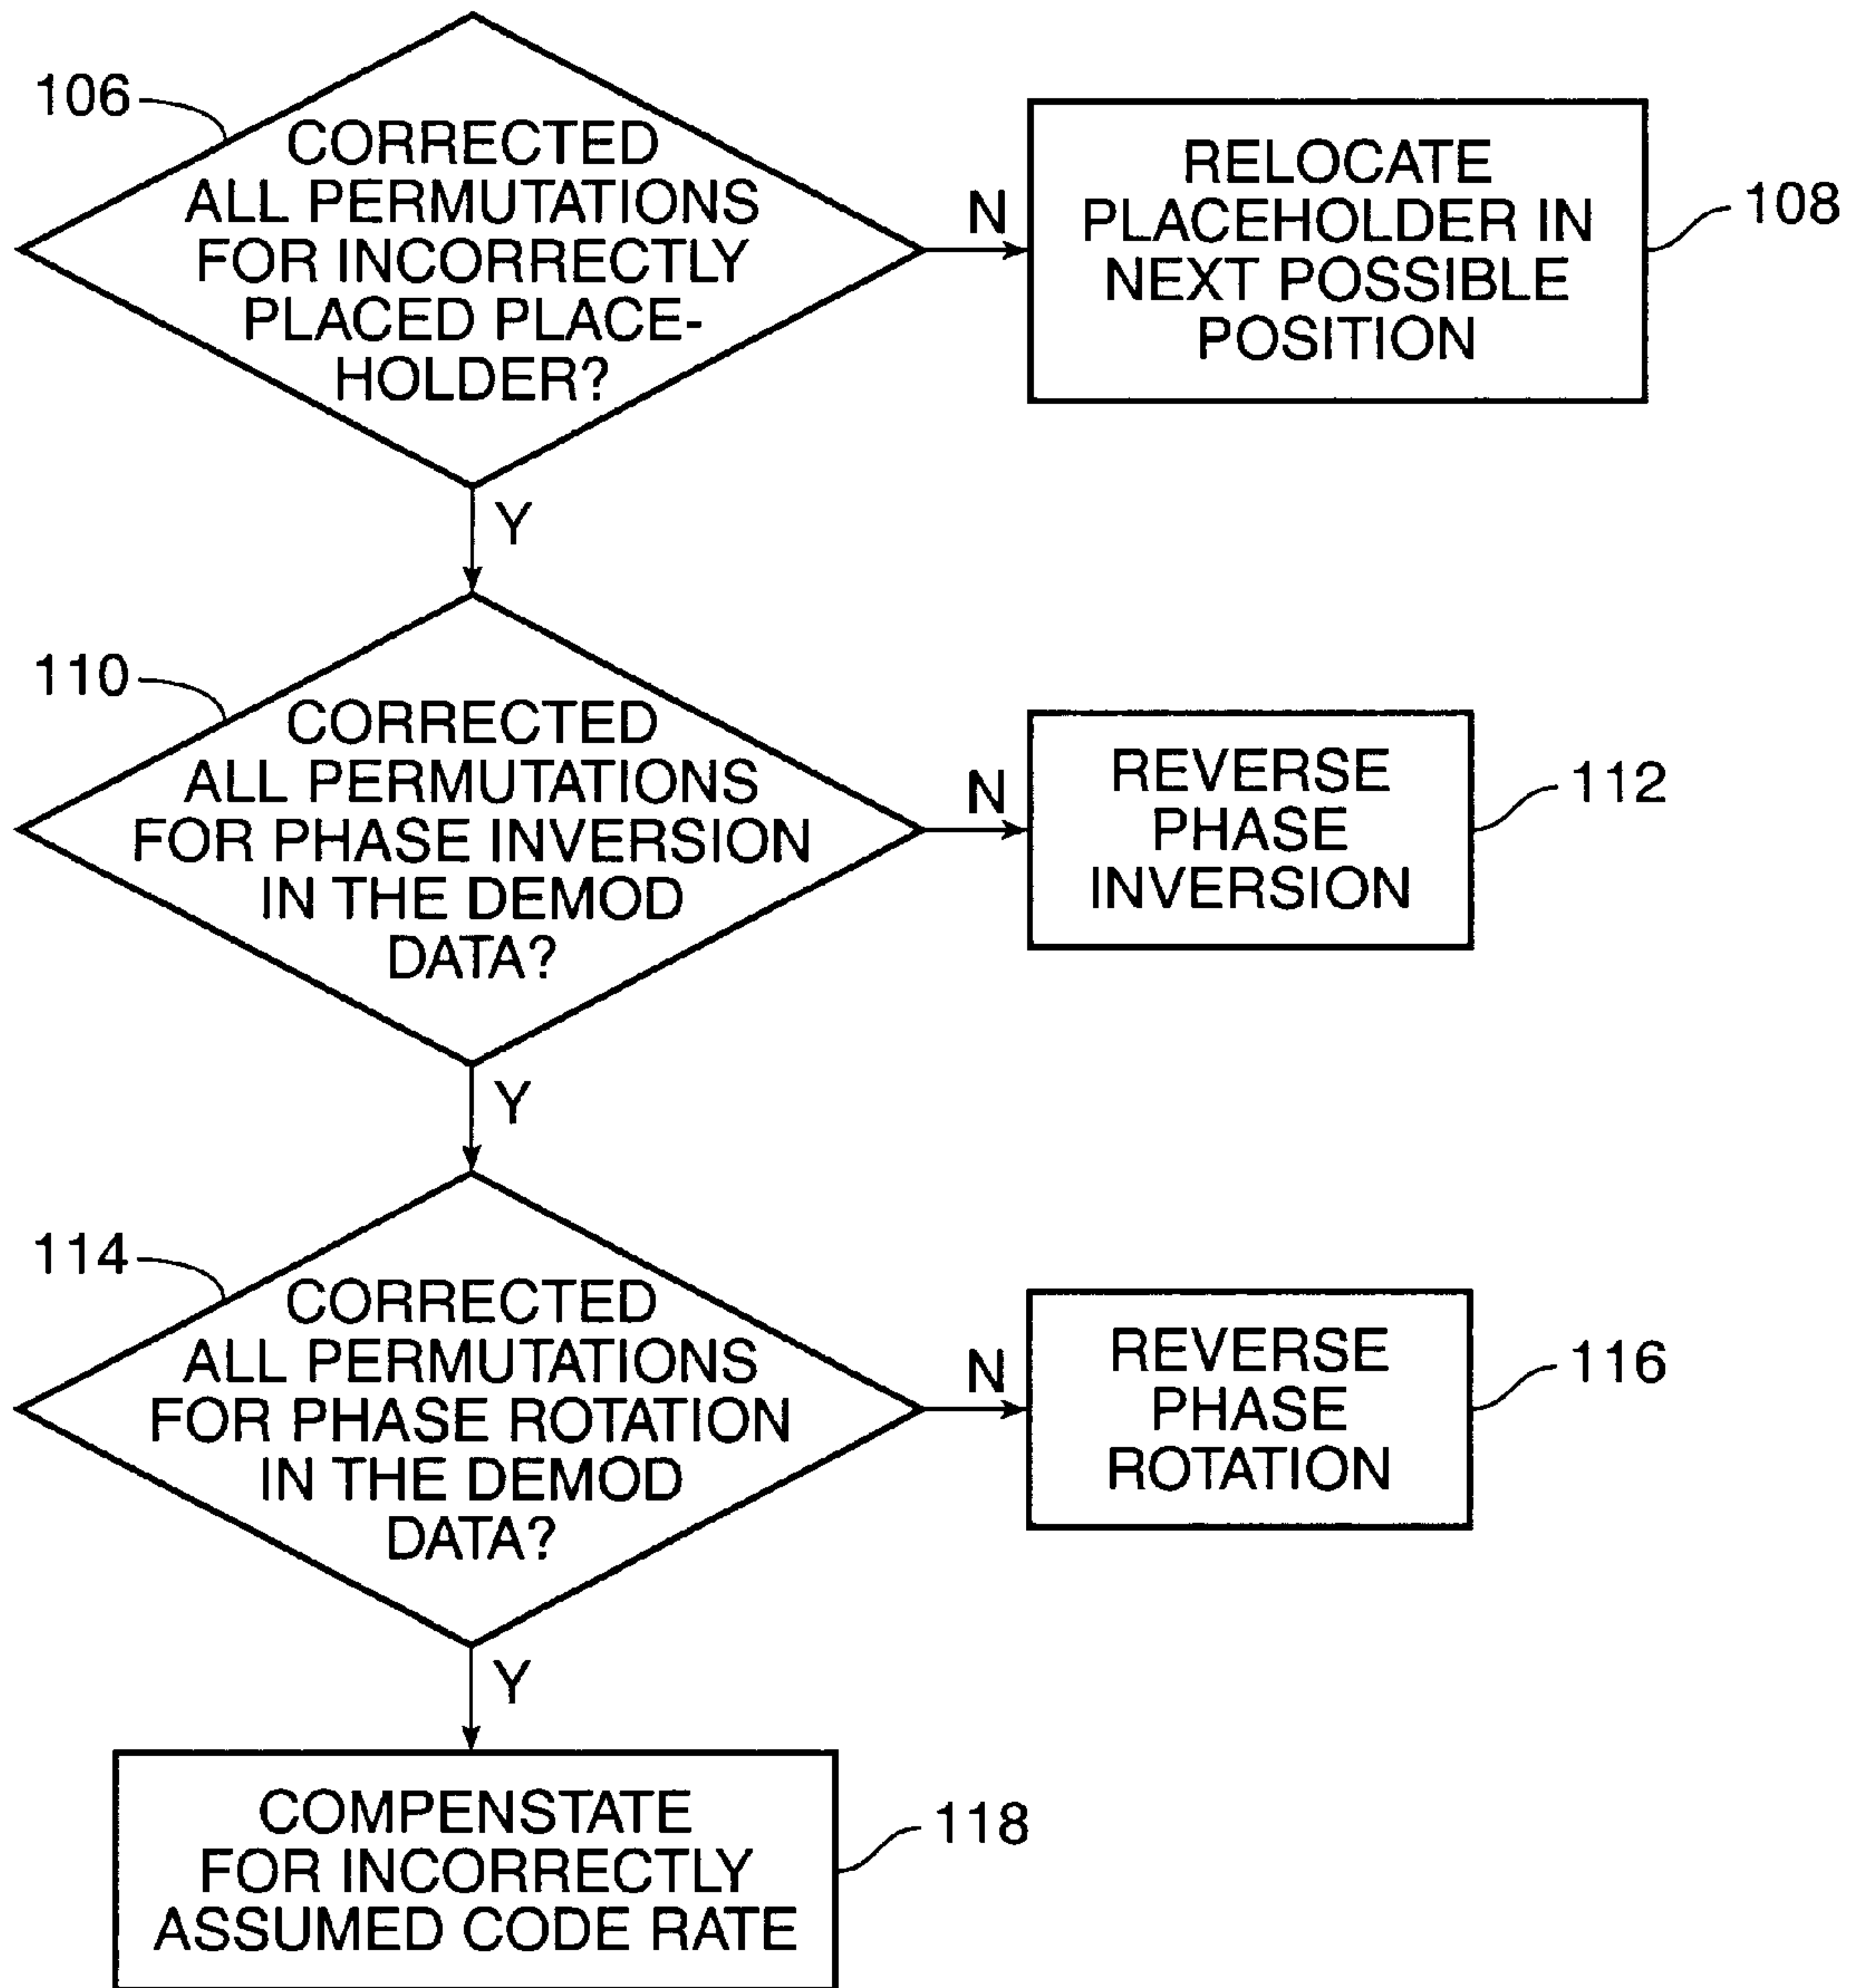 106
CORRECTED
ALL PERMUTATIONS
FOR INCORRECTLY
PLACED PLACE-
HOLDER?
N
RELOCATE
PLACEHOLDER IN
NEXT POSSIBLE
POSITION
108
Y
110
CORRECTED
ALL PERMUTATIONS
FOR PHASE INVERSION
IN THE DEMOD
DATA?
N
REVERSE
PHASE
INVERSION
112
Y
114
CORRECTED
ALL PERMUTATIONS
FOR PHASE ROTATION
IN THE DEMOD
DATA?
N
REVERSE
PHASE
ROTATION
116
Y
COMPENSTATE
FOR INCORRECTLY
ASSUMED CODE RATE
118